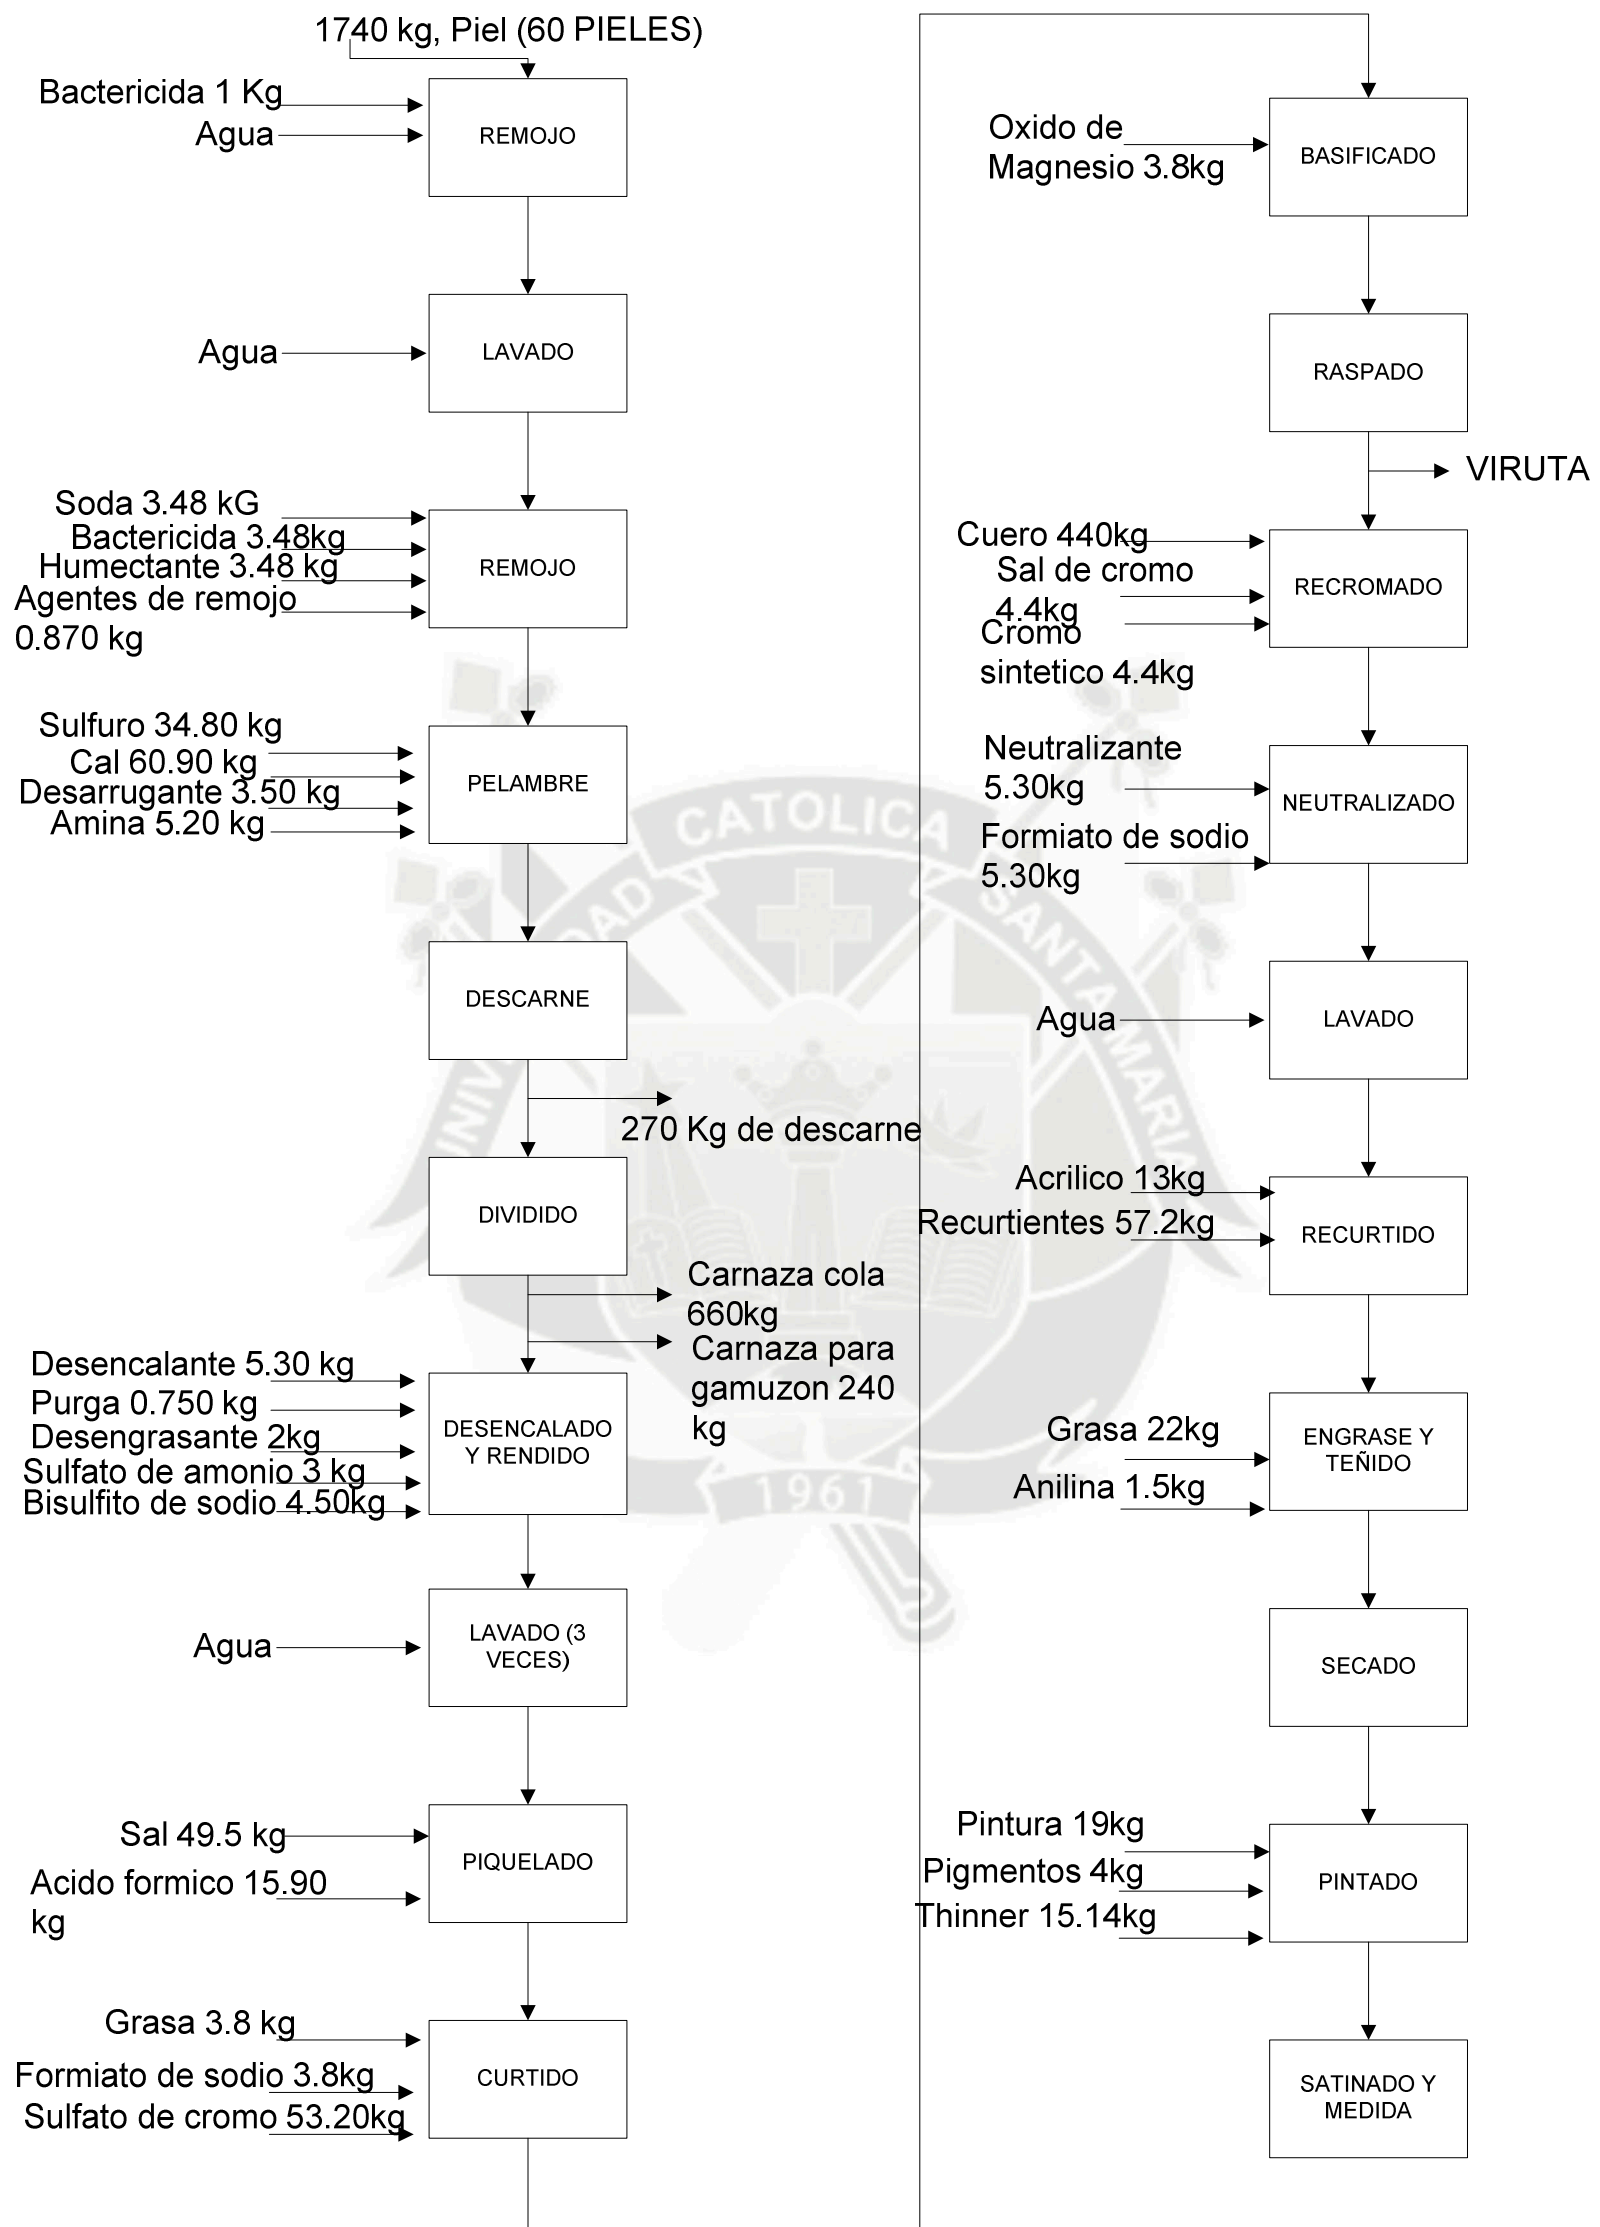 1740 kg, Piel (60 PIELES)
Bactericida 1 Kg
Agua
REMOJO
Agua
LAVADO
Soda 3.48 kG
Bactericida 3.48kg
Humectante 3.48 kg
Agentes de remojo
0.870 kg
REMOJO
Sulfuro 34.80 kg
Cal 60.90 kg
Desarrugante 3.50 kg
Amina 5.20 kg
PELAMBRE
DESCARNE
270 Kg de descarne
DIVIDIDO
Carnaza cola
660kg
Carnaza para
gamuzon 240
kg
Desencalante 5.30 kg
Purga 0.750 kg
Desengrasante 2kg
Sulfato de amonio 3 kg
Bisulfito de sodio 4.50kg
DESENCALADO
Y RENDIDO
Agua
LAVADO (3
VECES)
Sal 49.5 kg
Acido formico 15.90
kg
PIQUELADO
Grasa 3.8 kg
Formiato de sodio 3.8kg
Sulfato de cromo 53.20kg
CURTIDO
Oxido de
Magnesio 3.8kg
BASIFICADO
RASPADO
VIRUTA
Cuero 440kg
Sal de cromo
4.4kg
Cromo
sintetico 4.4kg
RECROMADO
Neutralizante
5.30kg
Formiato de sodio
5.30kg
NEUTRALIZADO
Agua
LAVADO
Acrilico 13kg
Recurtientes 57.2kg
RECURTIDO
Grasa 22kg
Anilina 1.5kg
ENGRASE Y
TEÑIDO
SECADO
Pintura 19kg
Pigmentos 4kg
Thinner 15.14kg
PINTADO
SATINADO Y
MEDIDA
CATOLICA
SANTA MARIA
1961